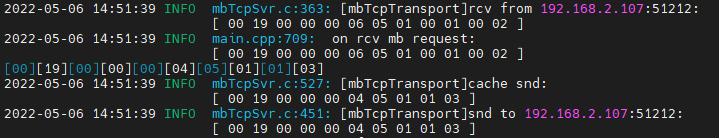 2022-05-06 14:51:39 INFO mbTcpSvr.c:363: [mbTcpTransport]rcv from 192.168.2.107:51212:
[ 00 19 00 00 00 06 05 01 00 01 00 02 ]
2022-05-06 14:51:39 INFO main.cpp:709: on rcv mb request:
[ 00 19 00 00 00 06 05 01 00 01 00 02 ]
[00][19][00][00][00][04][05][01][01][03]
2022-05-06 14:51:39 INFO mbTcpSvr.c:527: [mbTcpTransport]cache snd:
[ 00 19 00 00 00 04 05 01 01 03 ]
2022-05-06 14:51:39 INFO mbTcpSvr.c:451: [mbTcpTransport]snd to 192.168.2.107:51212:
[ 00 19 00 00 00 04 05 01 01 03 ]